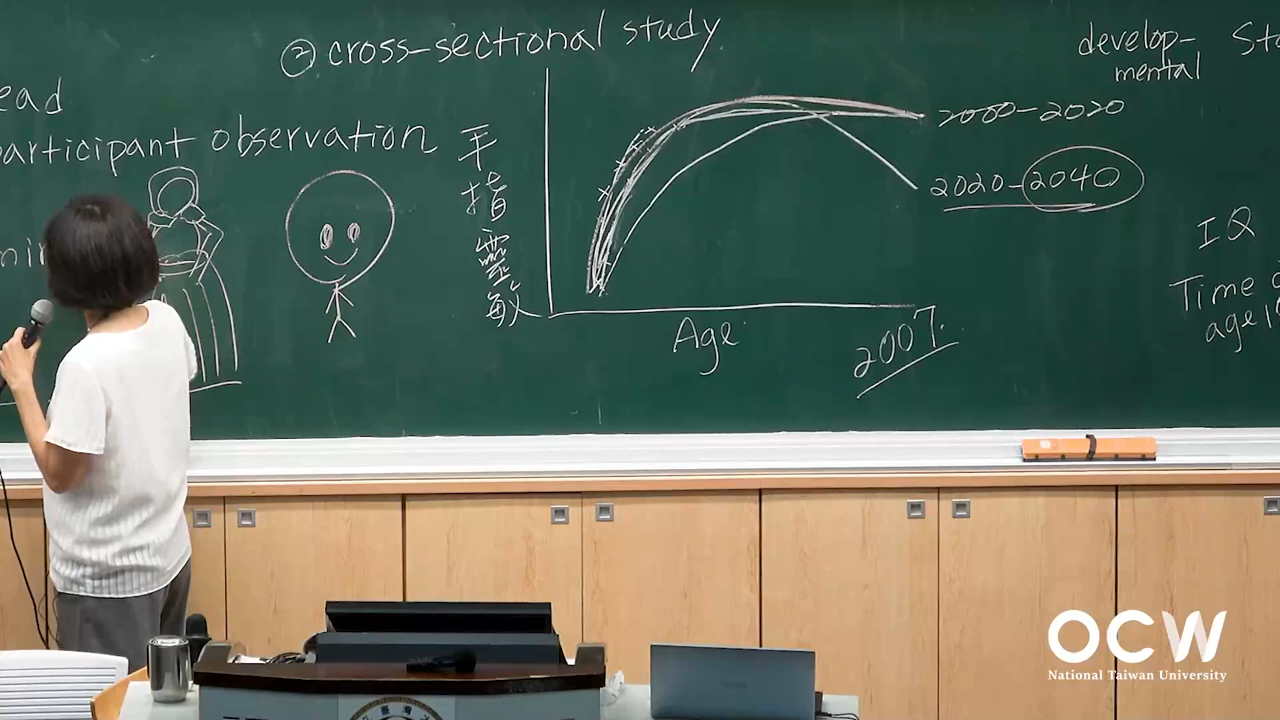 ② cross-sectional study
ead
articipant observation
手指靈敏
Age
2007.
2000-2020
2020-2040
develop-
mental
IQ
Time
age
OCW
National Taiwan University